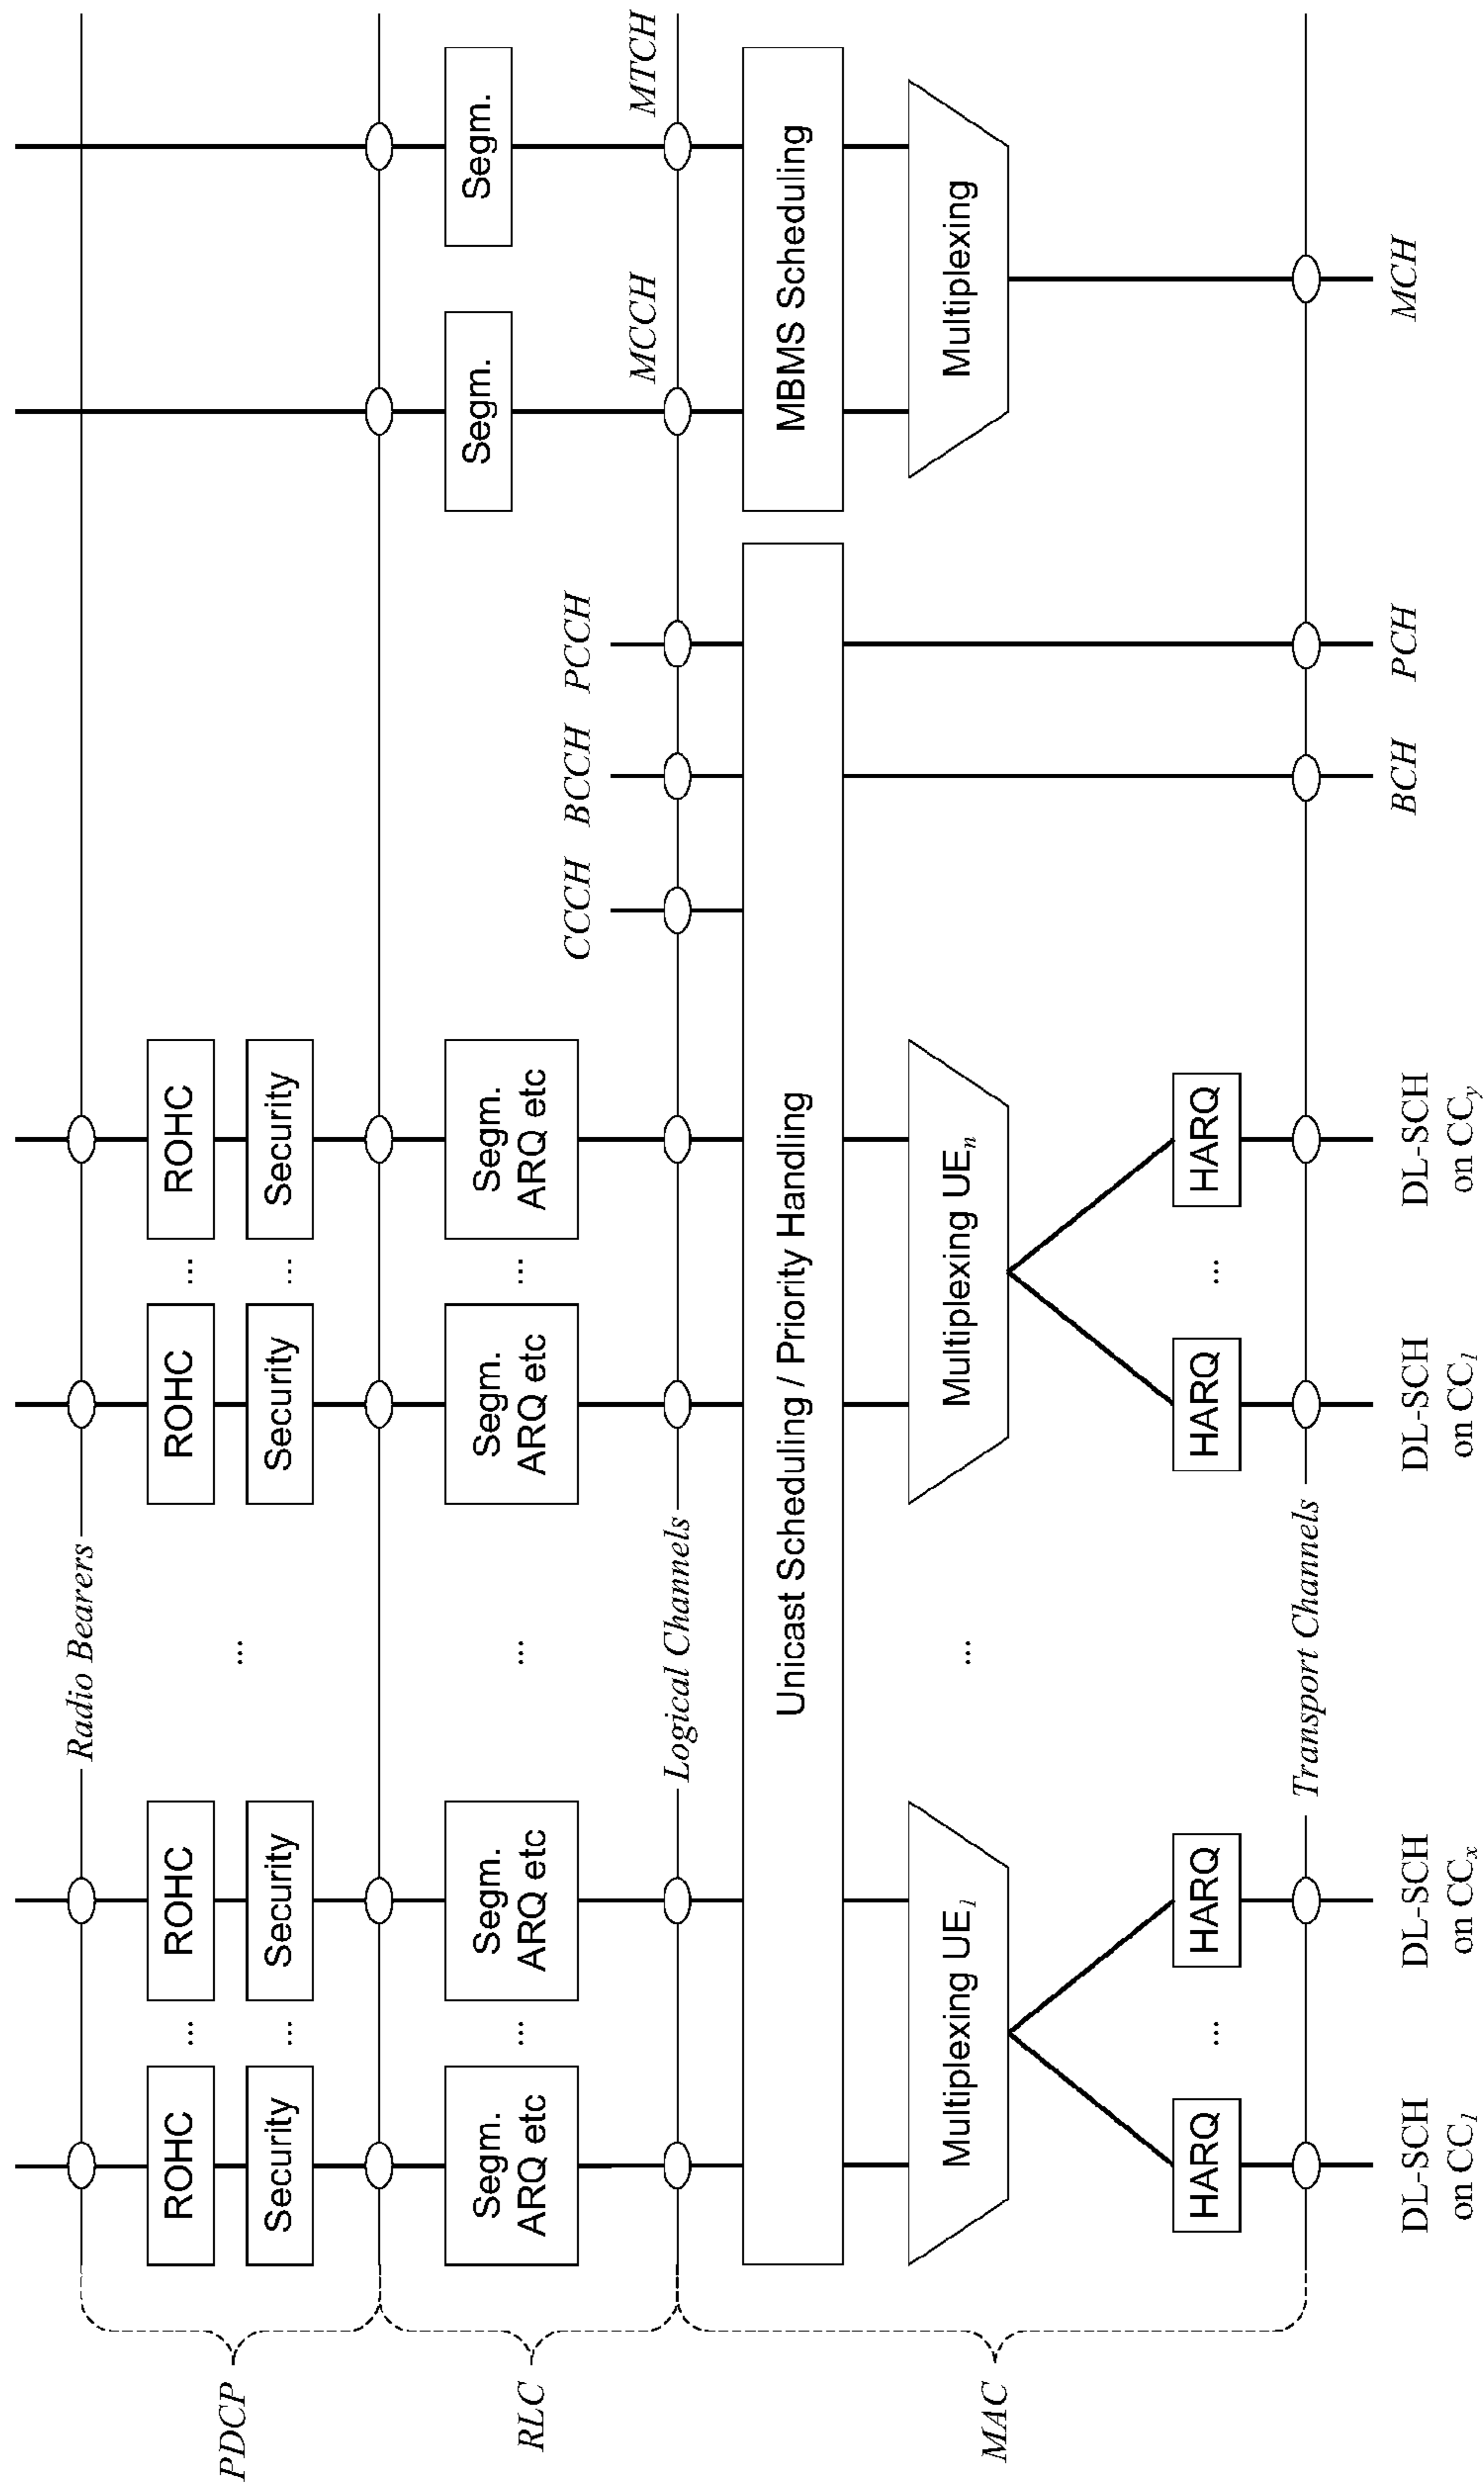 Radio Bearers
ROHC
...
ROHC
ROHC
...
ROHC
PDCP
...
Security
...
Security
Security
...
Security
Segm.
ARQ etc
...
Segm.
ARQ etc
...
Segm.
ARQ etc
...
Segm.
ARQ etc
Segm.
Segm.
RLC
CCCH
BCCH
PCCH
MCCH
MTCH
Logical Channels
Unicast Scheduling / Priority Handling
MBMS Scheduling
Multiplexing UE1
...
Multiplexing UEn
Multiplexing
MAC
HARQ
...
HARQ
HARQ
...
HARQ
Transport Channels
DL-SCH
on CC1
DL-SCH
on CCx
DL-SCH
on CC1
DL-SCH
on CCy
BCH
PCH
MCH